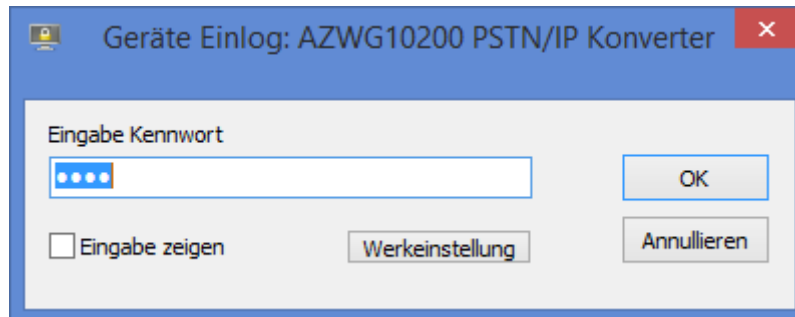 Geräte Einlog: AZWG10200 PSTN/IP Konverter
Eingabe Kennwort
••••
OK
Eingabe zeigen
Werkeinstellung
Annullieren